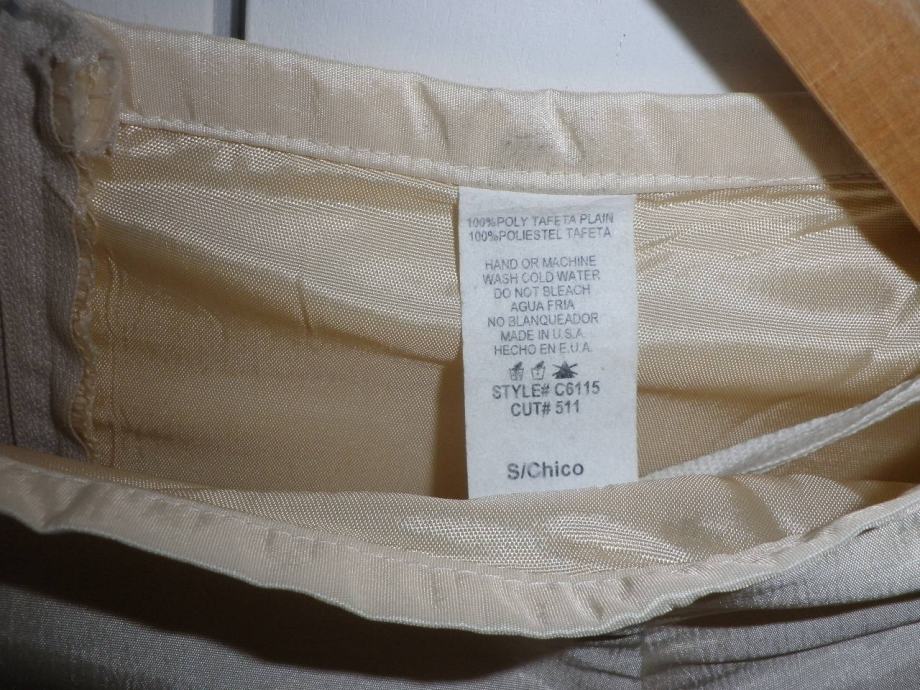 100%POLY TAFETA PLAIN
100%POLIESTEL TAFETA
HAND OR MACHINE
WASH COLD WATER
DO NOT BLEACH
AGUA FRIA
NO BLANQUEADOR
MADE IN U.S.A.
HECHO EN E.U.A.
STYLE# C6115
CUT# 511
S/Chico